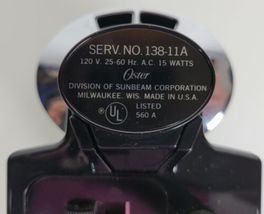 SERV. NO. 138-11A
120 V. 25-60 Hz. A.C. 15 WATTS
Oster
DIVISION OF SUNBEAM CORPORATION
MILWAUKEE, WIS. MADE IN U.S.A.
UL LISTED
560 A